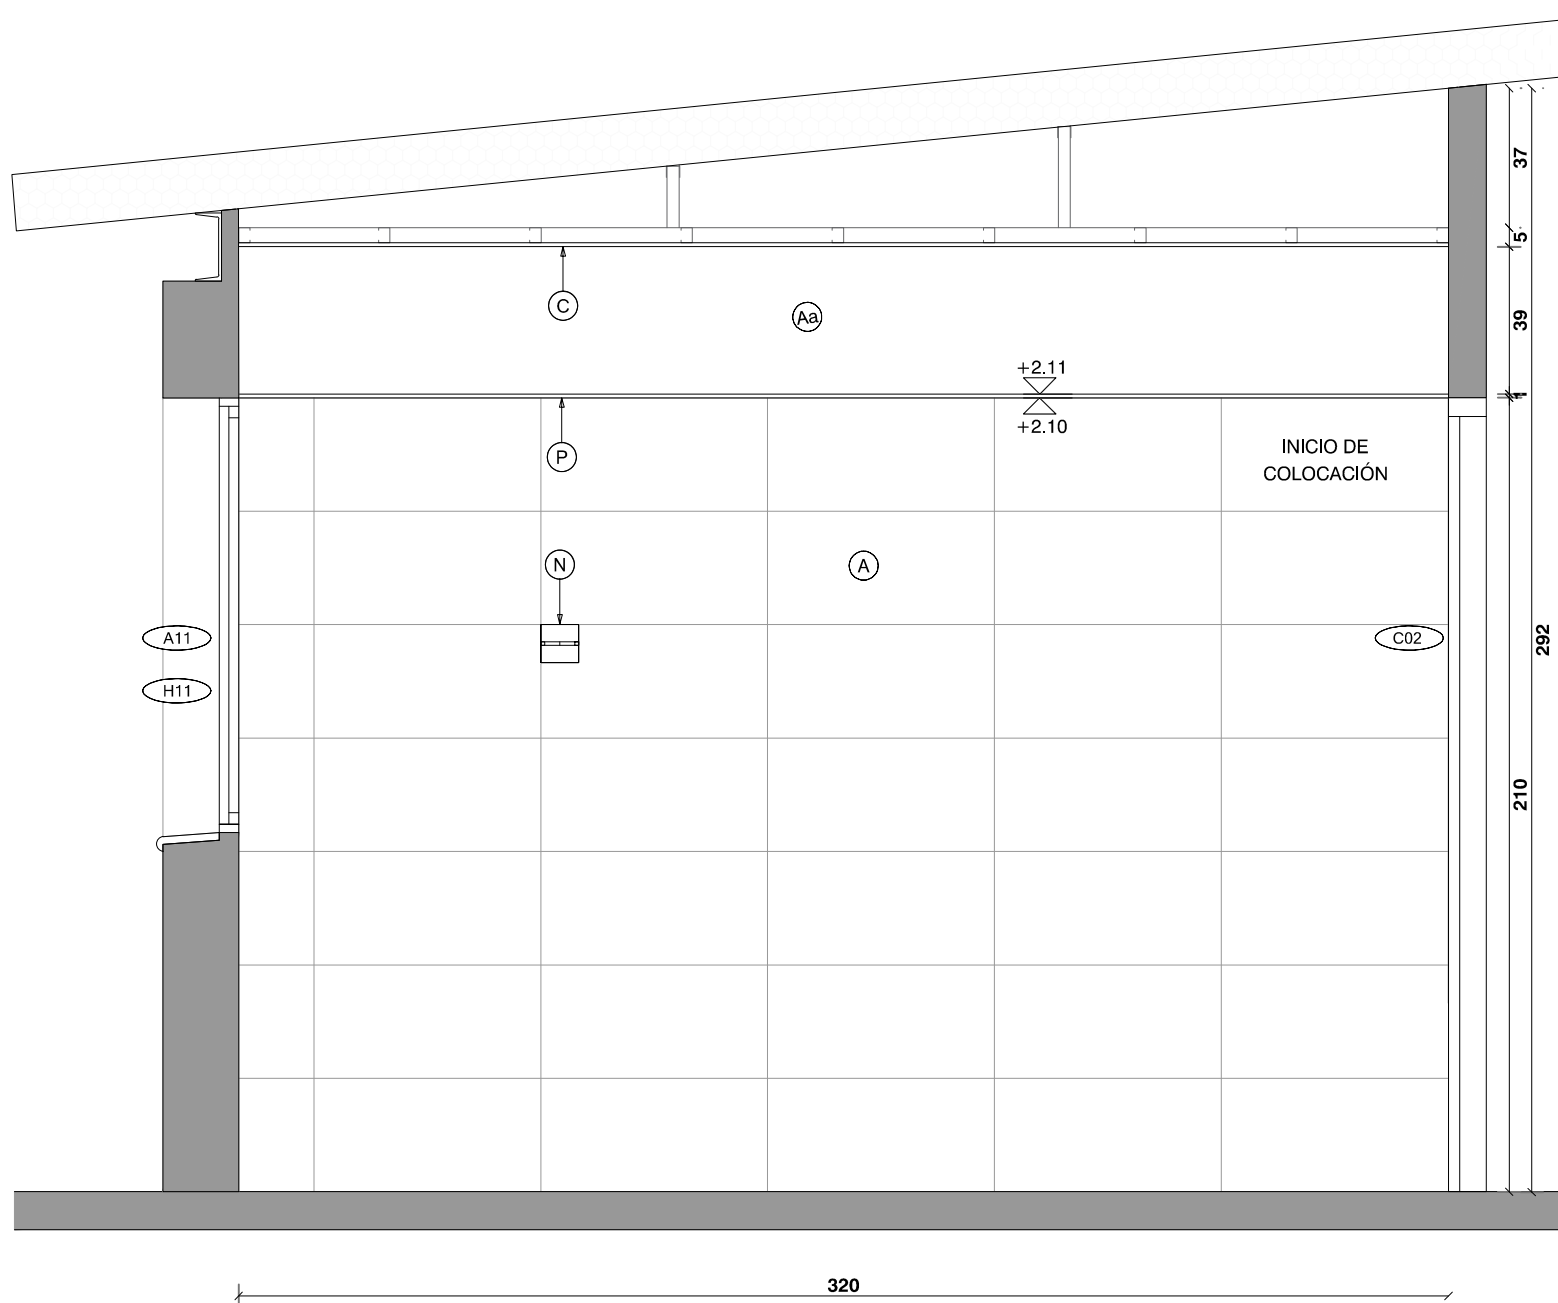 37
5
C
Aa
39
+2.11
1
+2.10
P
INICIO DE
COLOCACIÓN
N
A
A11
C02
292
H11
210
320